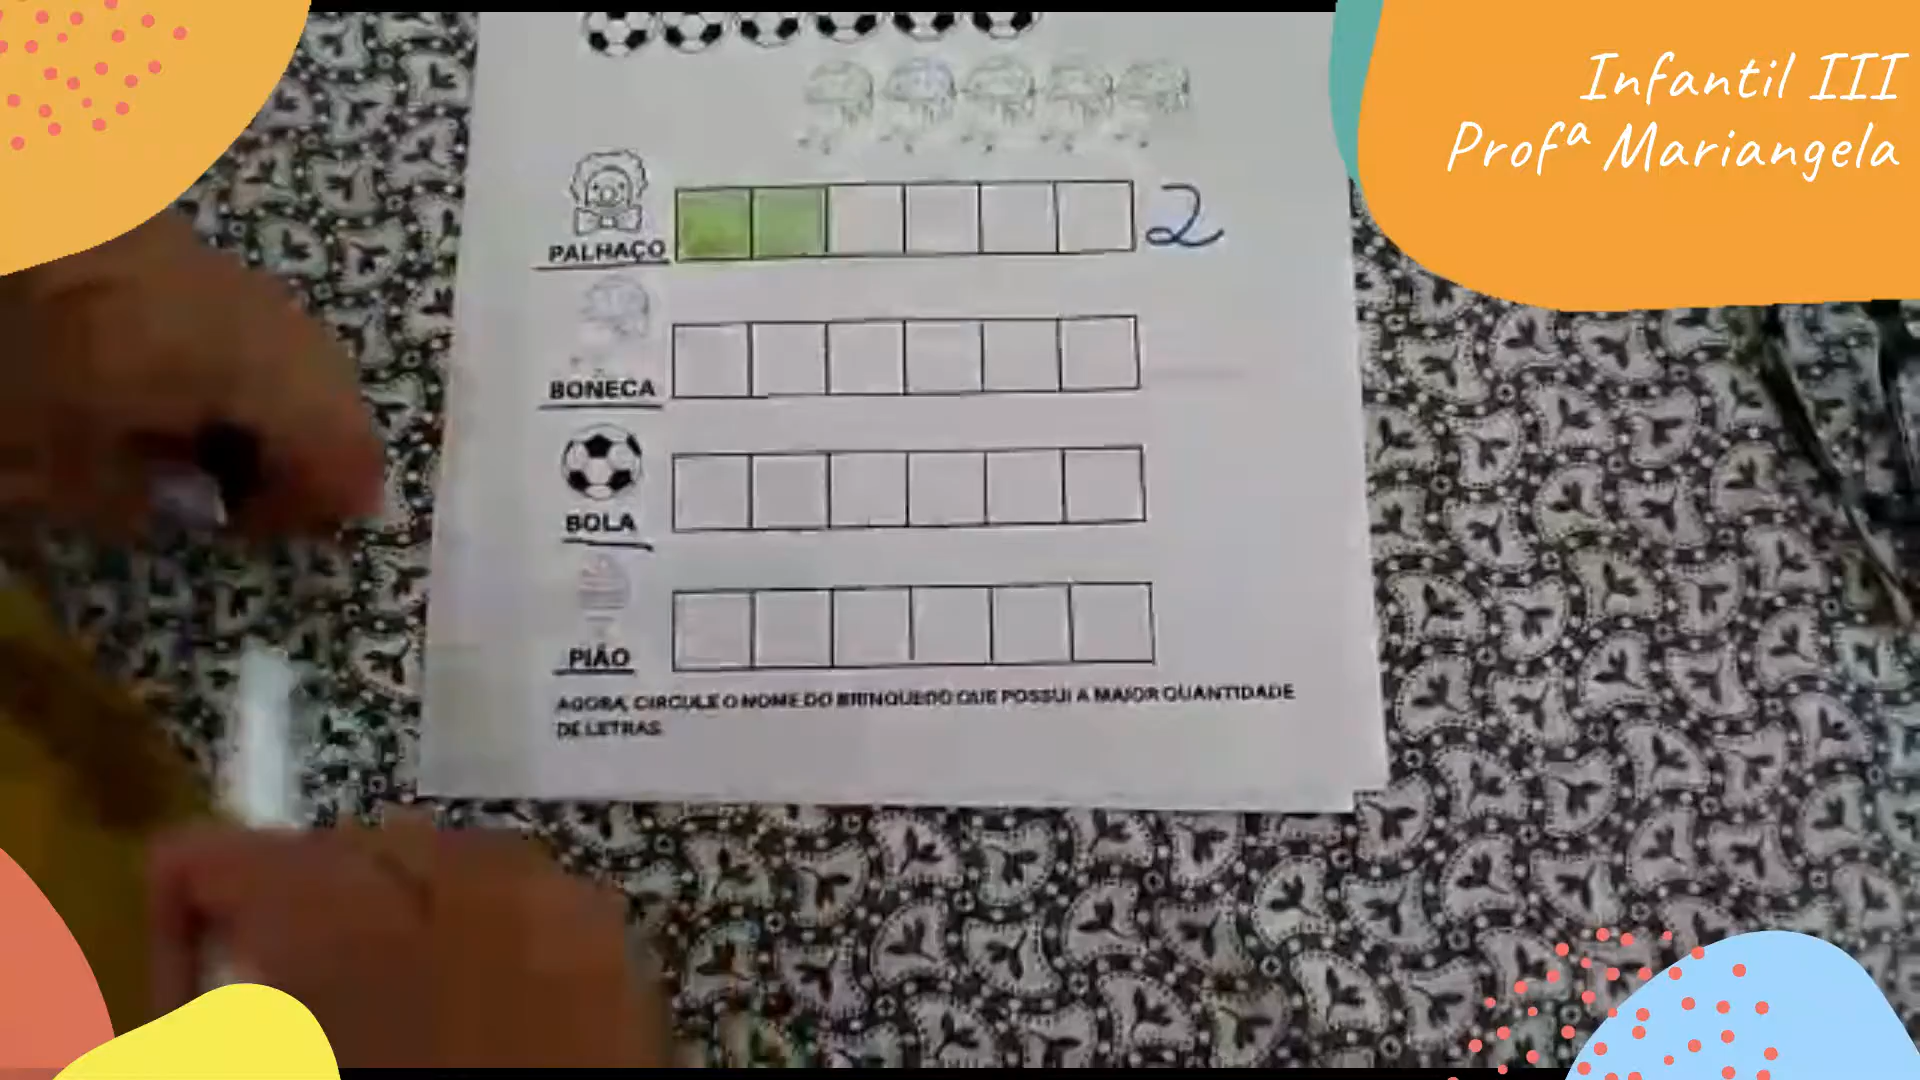 Infantil III
Profª Mariangela
PALHAÇO 2
BONECA
BOLA
PIÃO
AGORA, CIRCULE O NOME DO BRINQUEDO QUE POSSUI A MAIOR QUANTIDADE
DE LETRAS.